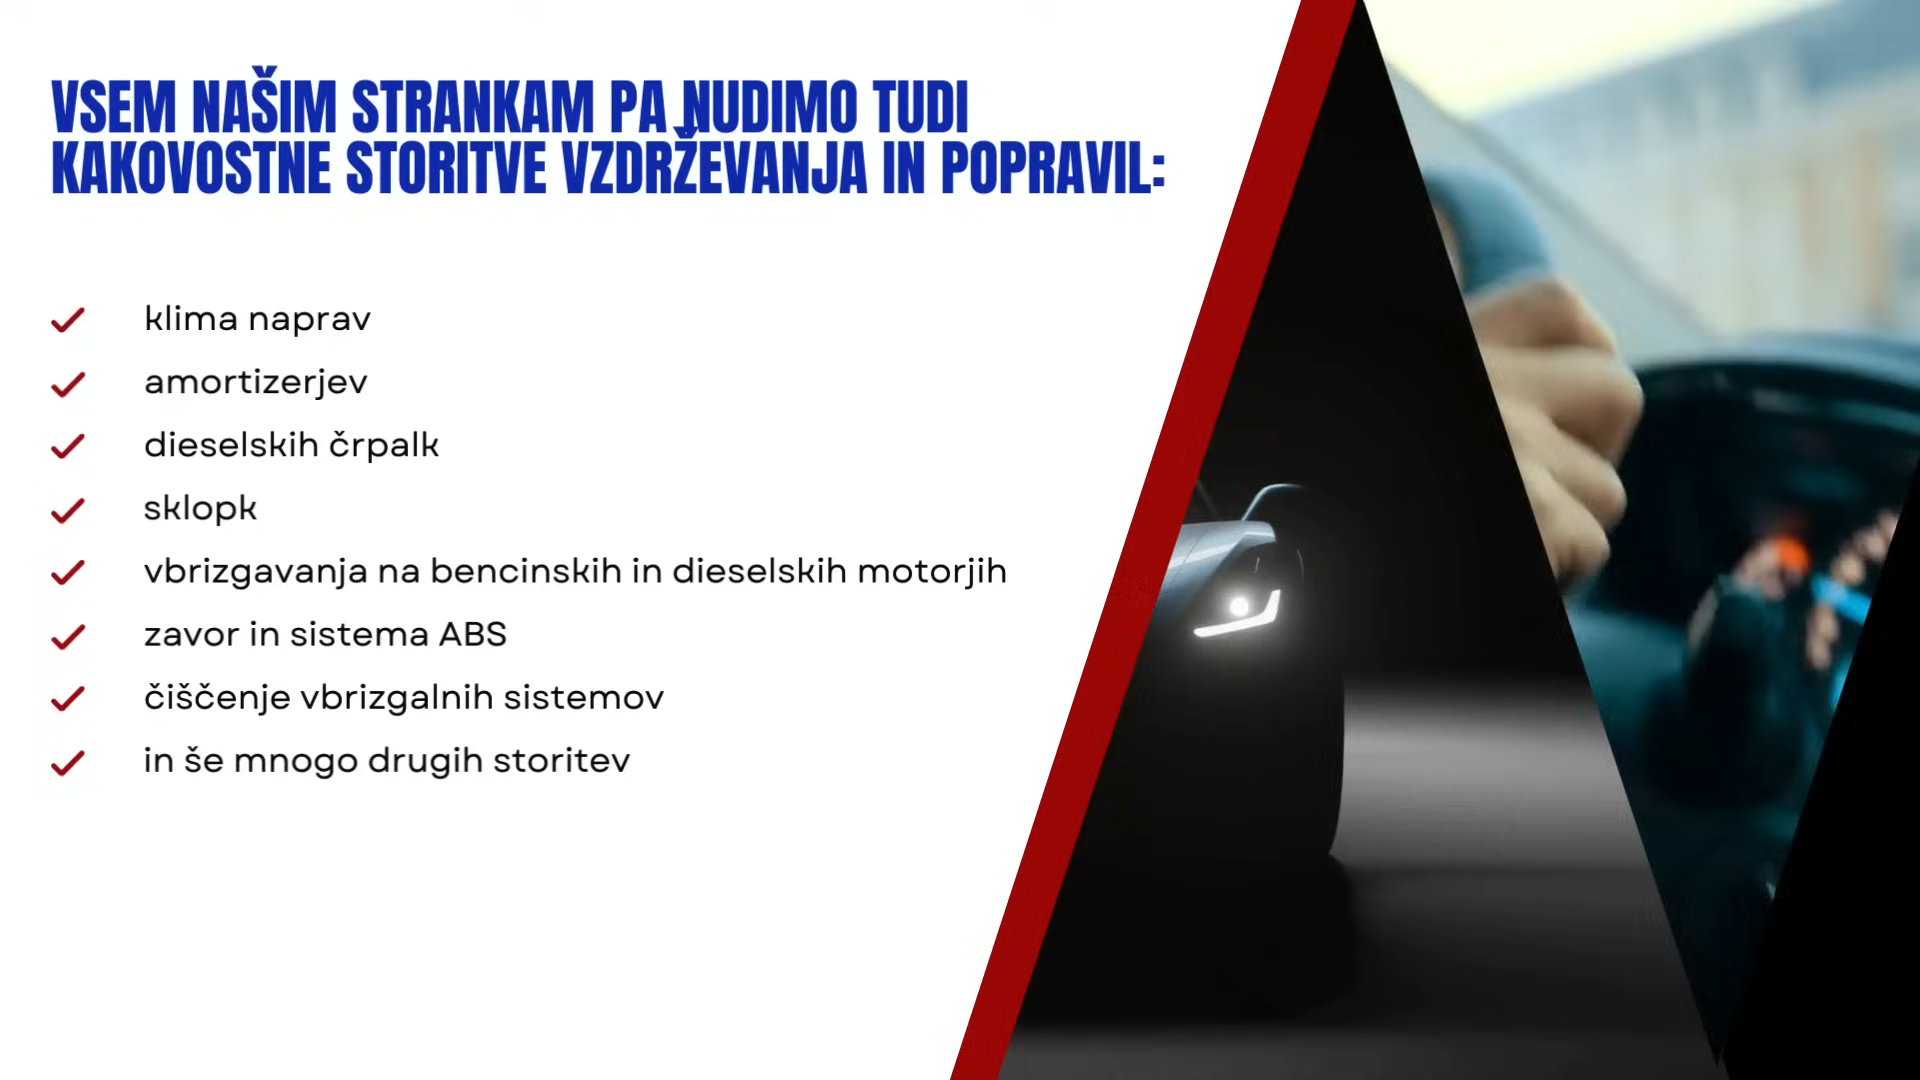 VSEM NAŠIM STRANKAM PA NUDIMO TUDI
KAKOVOSTNE STORITVE VZDRŽEVANJA IN POPRAVIL:
klima naprav
amortizerjev
dieselskih črpalk
sklopk
vbrizgavanja na bencinskih in dieselskih motorjih
zavor in sistema ABS
čiščenje vbrizgalnih sistemov
in še mnogo drugih storitev